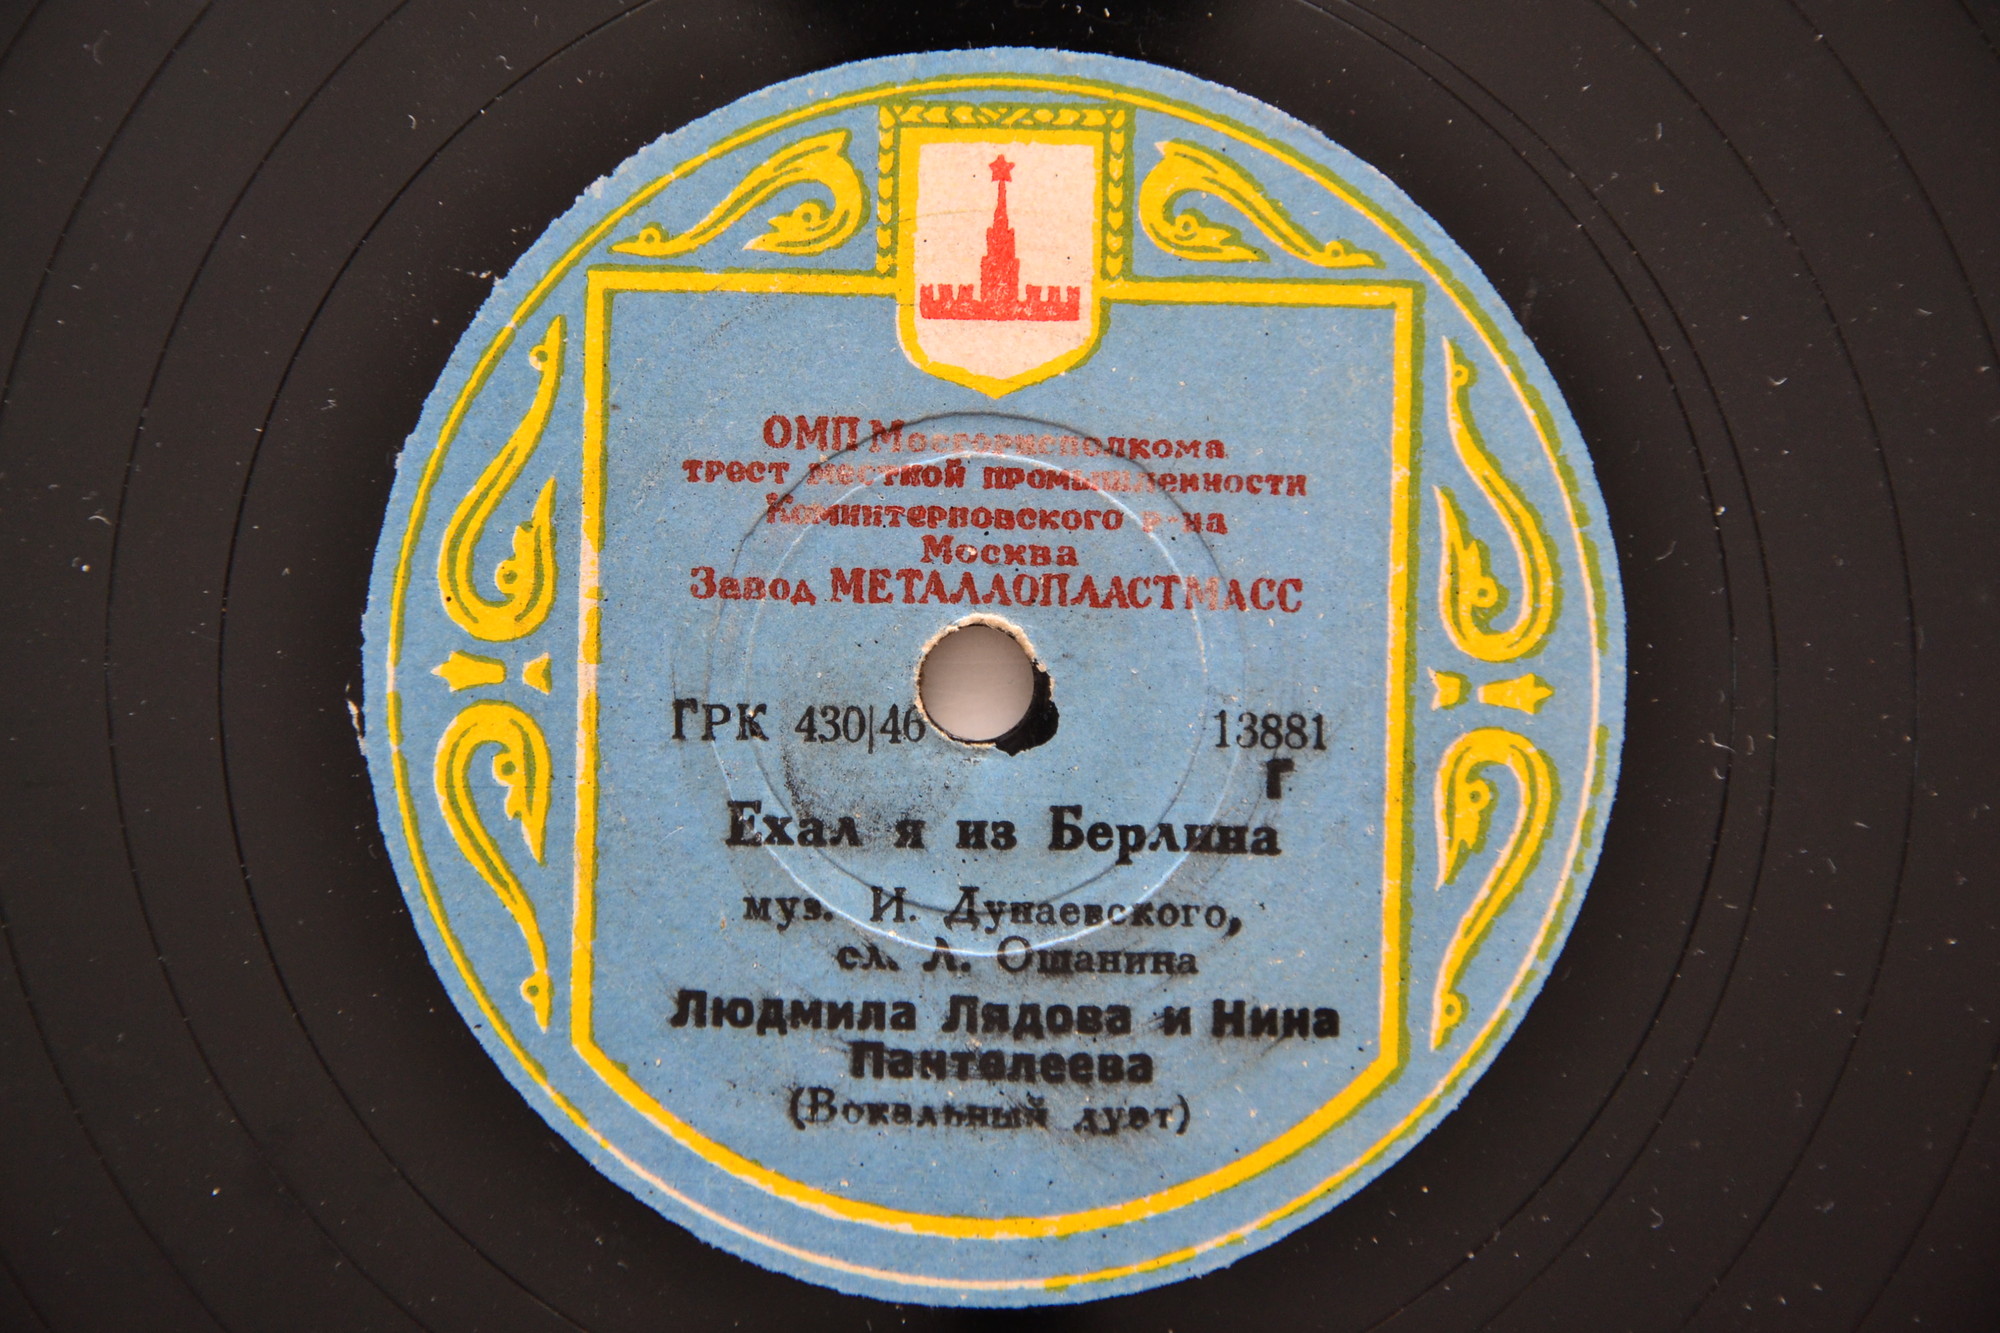 ОМП Мосгорисполкома
трест местной промышленности
Коминтерновского р-на
Москва
Завод МЕТАЛЛОПЛАСТМАСС
ГРК 430|46 13881
Г
Ехал я из Берлина
муз. И. Дунаевского,
сл. Л. Ошанина
Людмила Лядова и Нина
Пантелеева
(Вокальный дуэт)